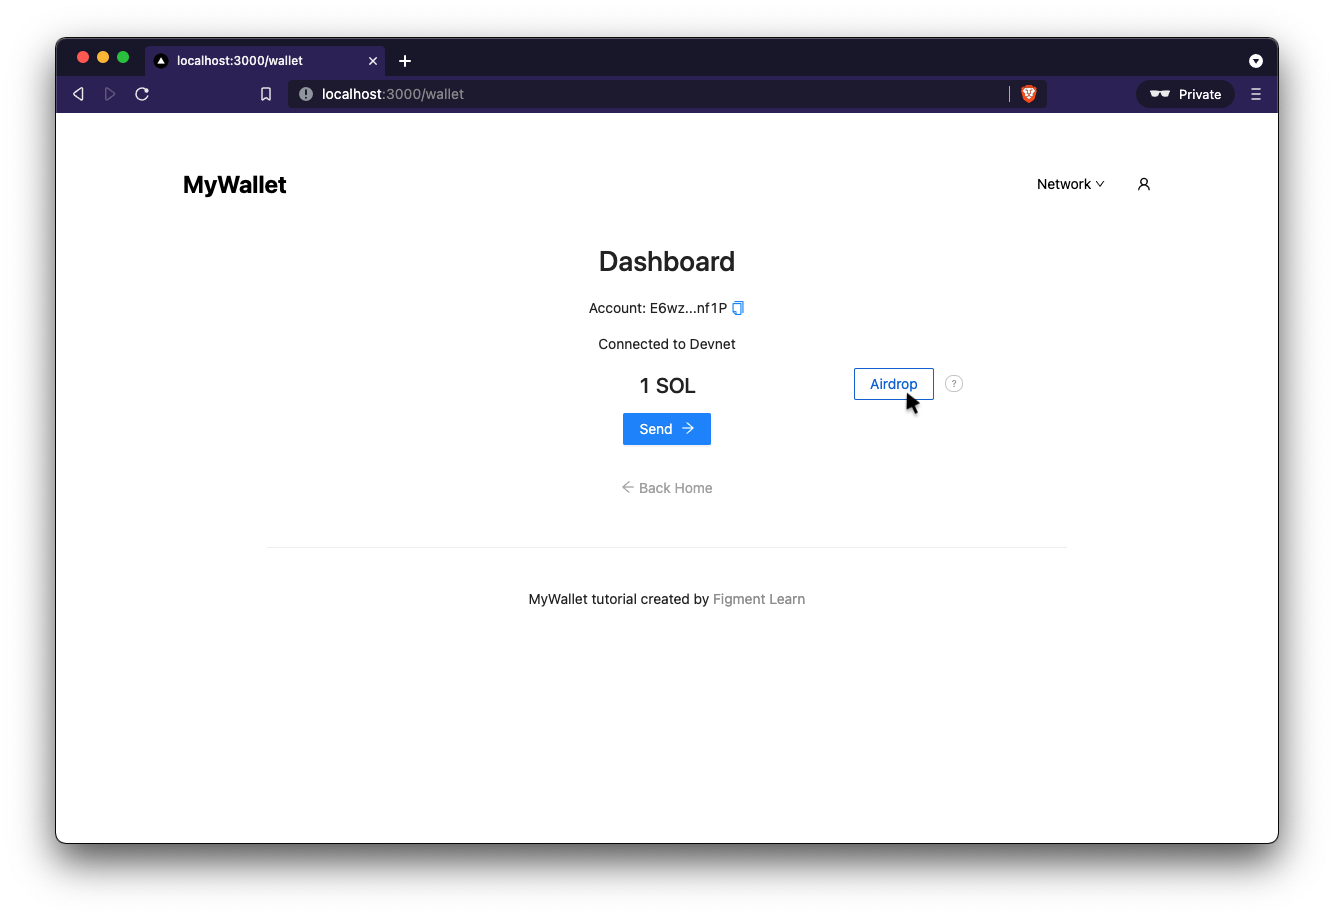 localhost:3000/wallet
localhost:3000/wallet
Private
MyWallet
Network
Dashboard
Account: E6wz...nf1P
Connected to Devnet
1 SOL
Airdrop
?
Send →
← Back Home
MyWallet tutorial created by Figment Learn